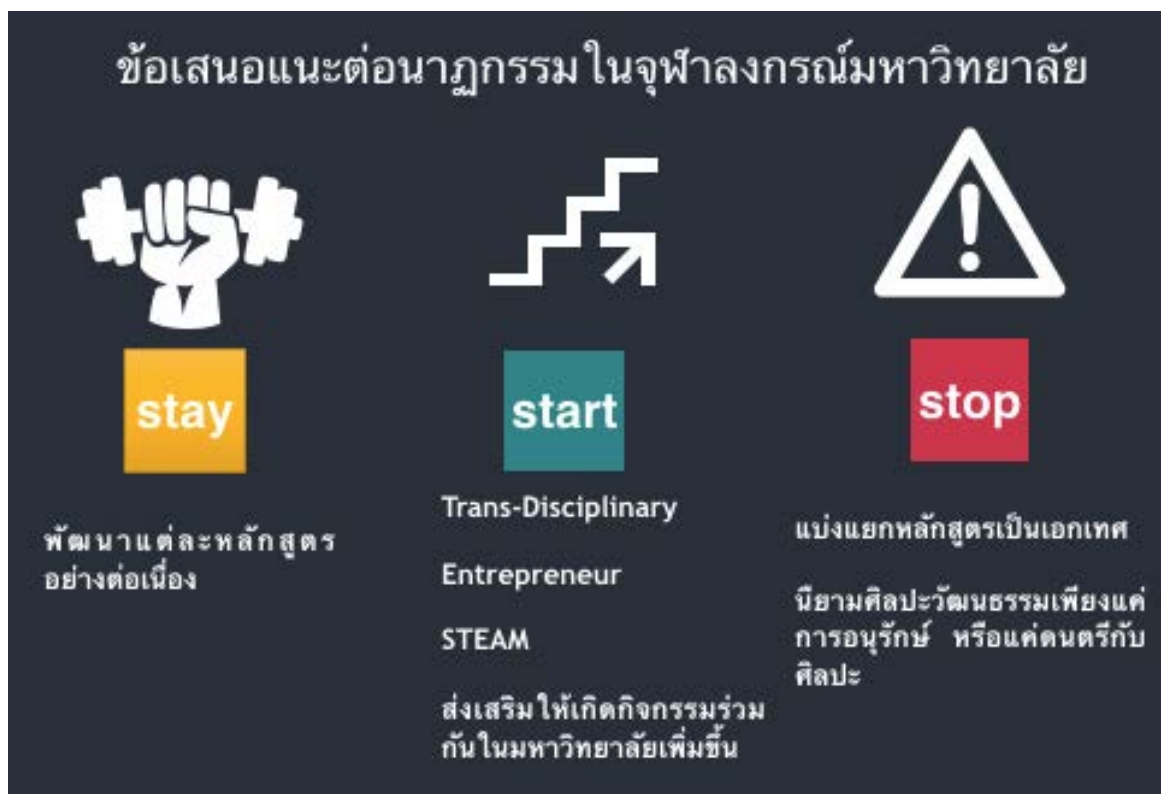 ข้อเสนอแนะต่อนาฏกรรมในจุฬาลงกรณ์มหาวิทยาลัย
stay
พัฒนาแต่ละหลักสูตร
อย่างต่อเนื่อง
start
Trans-Disciplinary
Entrepreneur
STEAM
ส่งเสริมให้เกิดกิจกรรมร่วม
กันในมหาวิทยาลัยเพิ่มขึ้น
stop
แบ่งแยกหลักสูตรเป็นเอกเทศ
นิยามศิลปะวัฒนธรรมเพียงแค่
การอนุรักษ์ หรือแค่ดนตรีกับ
ศิลปะ